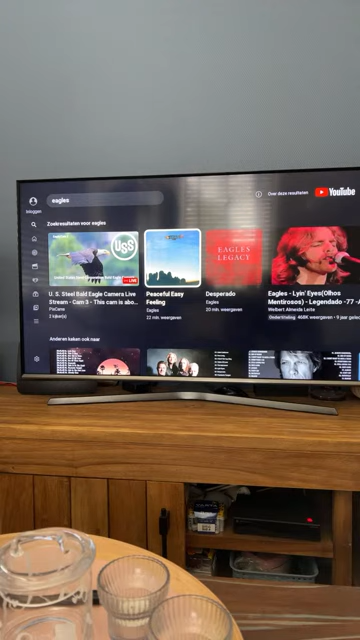 eagles
Over deze resultaten
YouTube
Inloggen
Zoekresultaten voor eagles
USS
LIVE
EAGLES
LEGACY
U. S. Steel Bald Eagle Camera Live
Stream - Cam 3 - This cam is abo...
PixCams
2 kijker(s)
Peaceful Easy
Feeling
Eagles
22 mln. weergaven
Desperado
Eagles
20 mln. weergaven
Eagles - Lyin' Eyes(Olhos
Mentirosos) - Legendado -77 -
Welbert Almeida Leite
Ondertiteling 468K weergaven • 9 jaar gele
Anderen keken ook naar